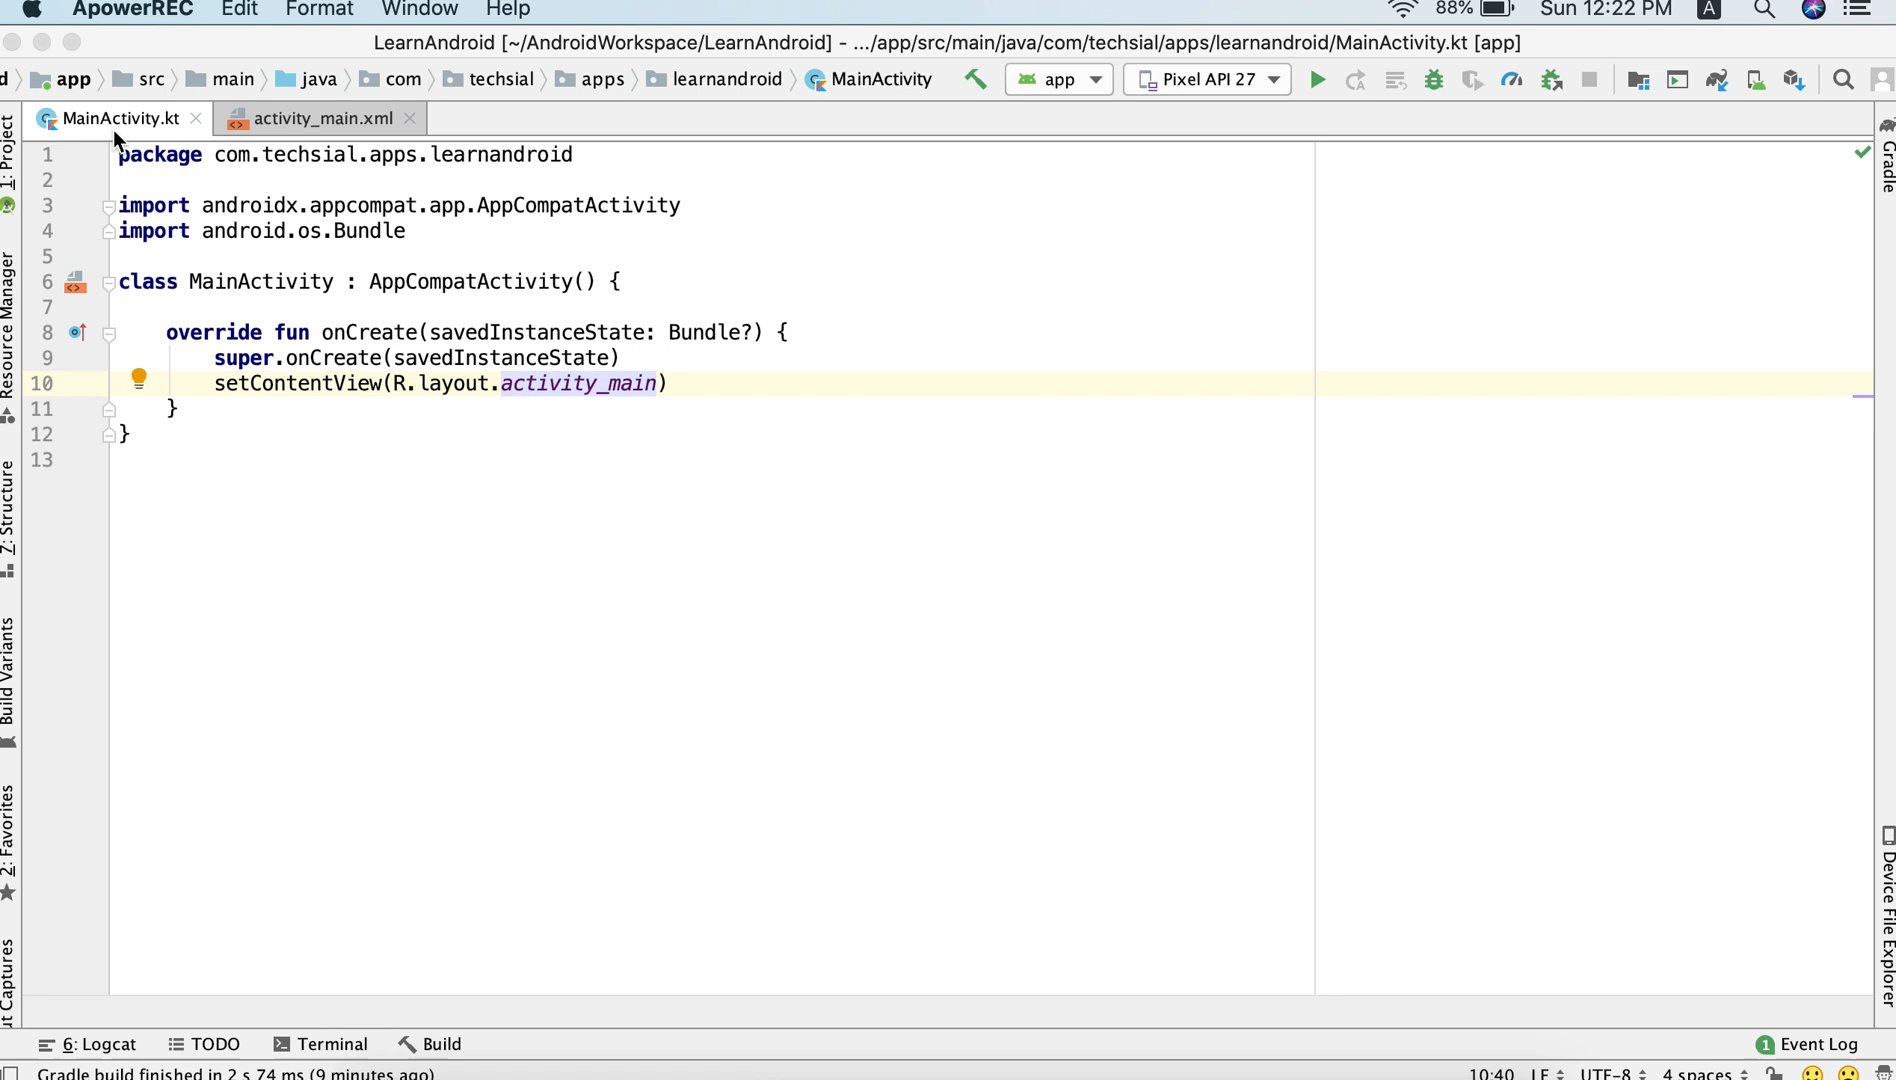 ApowerREC Edit Format Window Help 88% Sun 12:22 PM A
LearnAndroid [~/AndroidWorkspace/LearnAndroid] - .../app/src/main/java/com/techsial/apps/learnandroid/MainActivity.kt [app]
d app src main java com techsial apps learnandroid MainActivity app Pixel API 27
MainActivity.kt activity_main.xml
1 package com.techsial.apps.learnandroid
2
3 import androidx.appcompat.app.AppCompatActivity
4 import android.os.Bundle
5
6 class MainActivity : AppCompatActivity() {
7
8 override fun onCreate(savedInstanceState: Bundle?) {
9 super.onCreate(savedInstanceState)
10 setContentView(R.layout.activity_main)
11 }
12 }
13
1: Project
Resource Manager
7: Structure
Build Variants
2: Favorites
ut Captures
Gradle
Device File Explorer
6: Logcat TODO Terminal Build 1 Event Log
Gradle build finished in 2 s 74 ms (9 minutes ago) 10:40 LF UTF-8 4 spaces